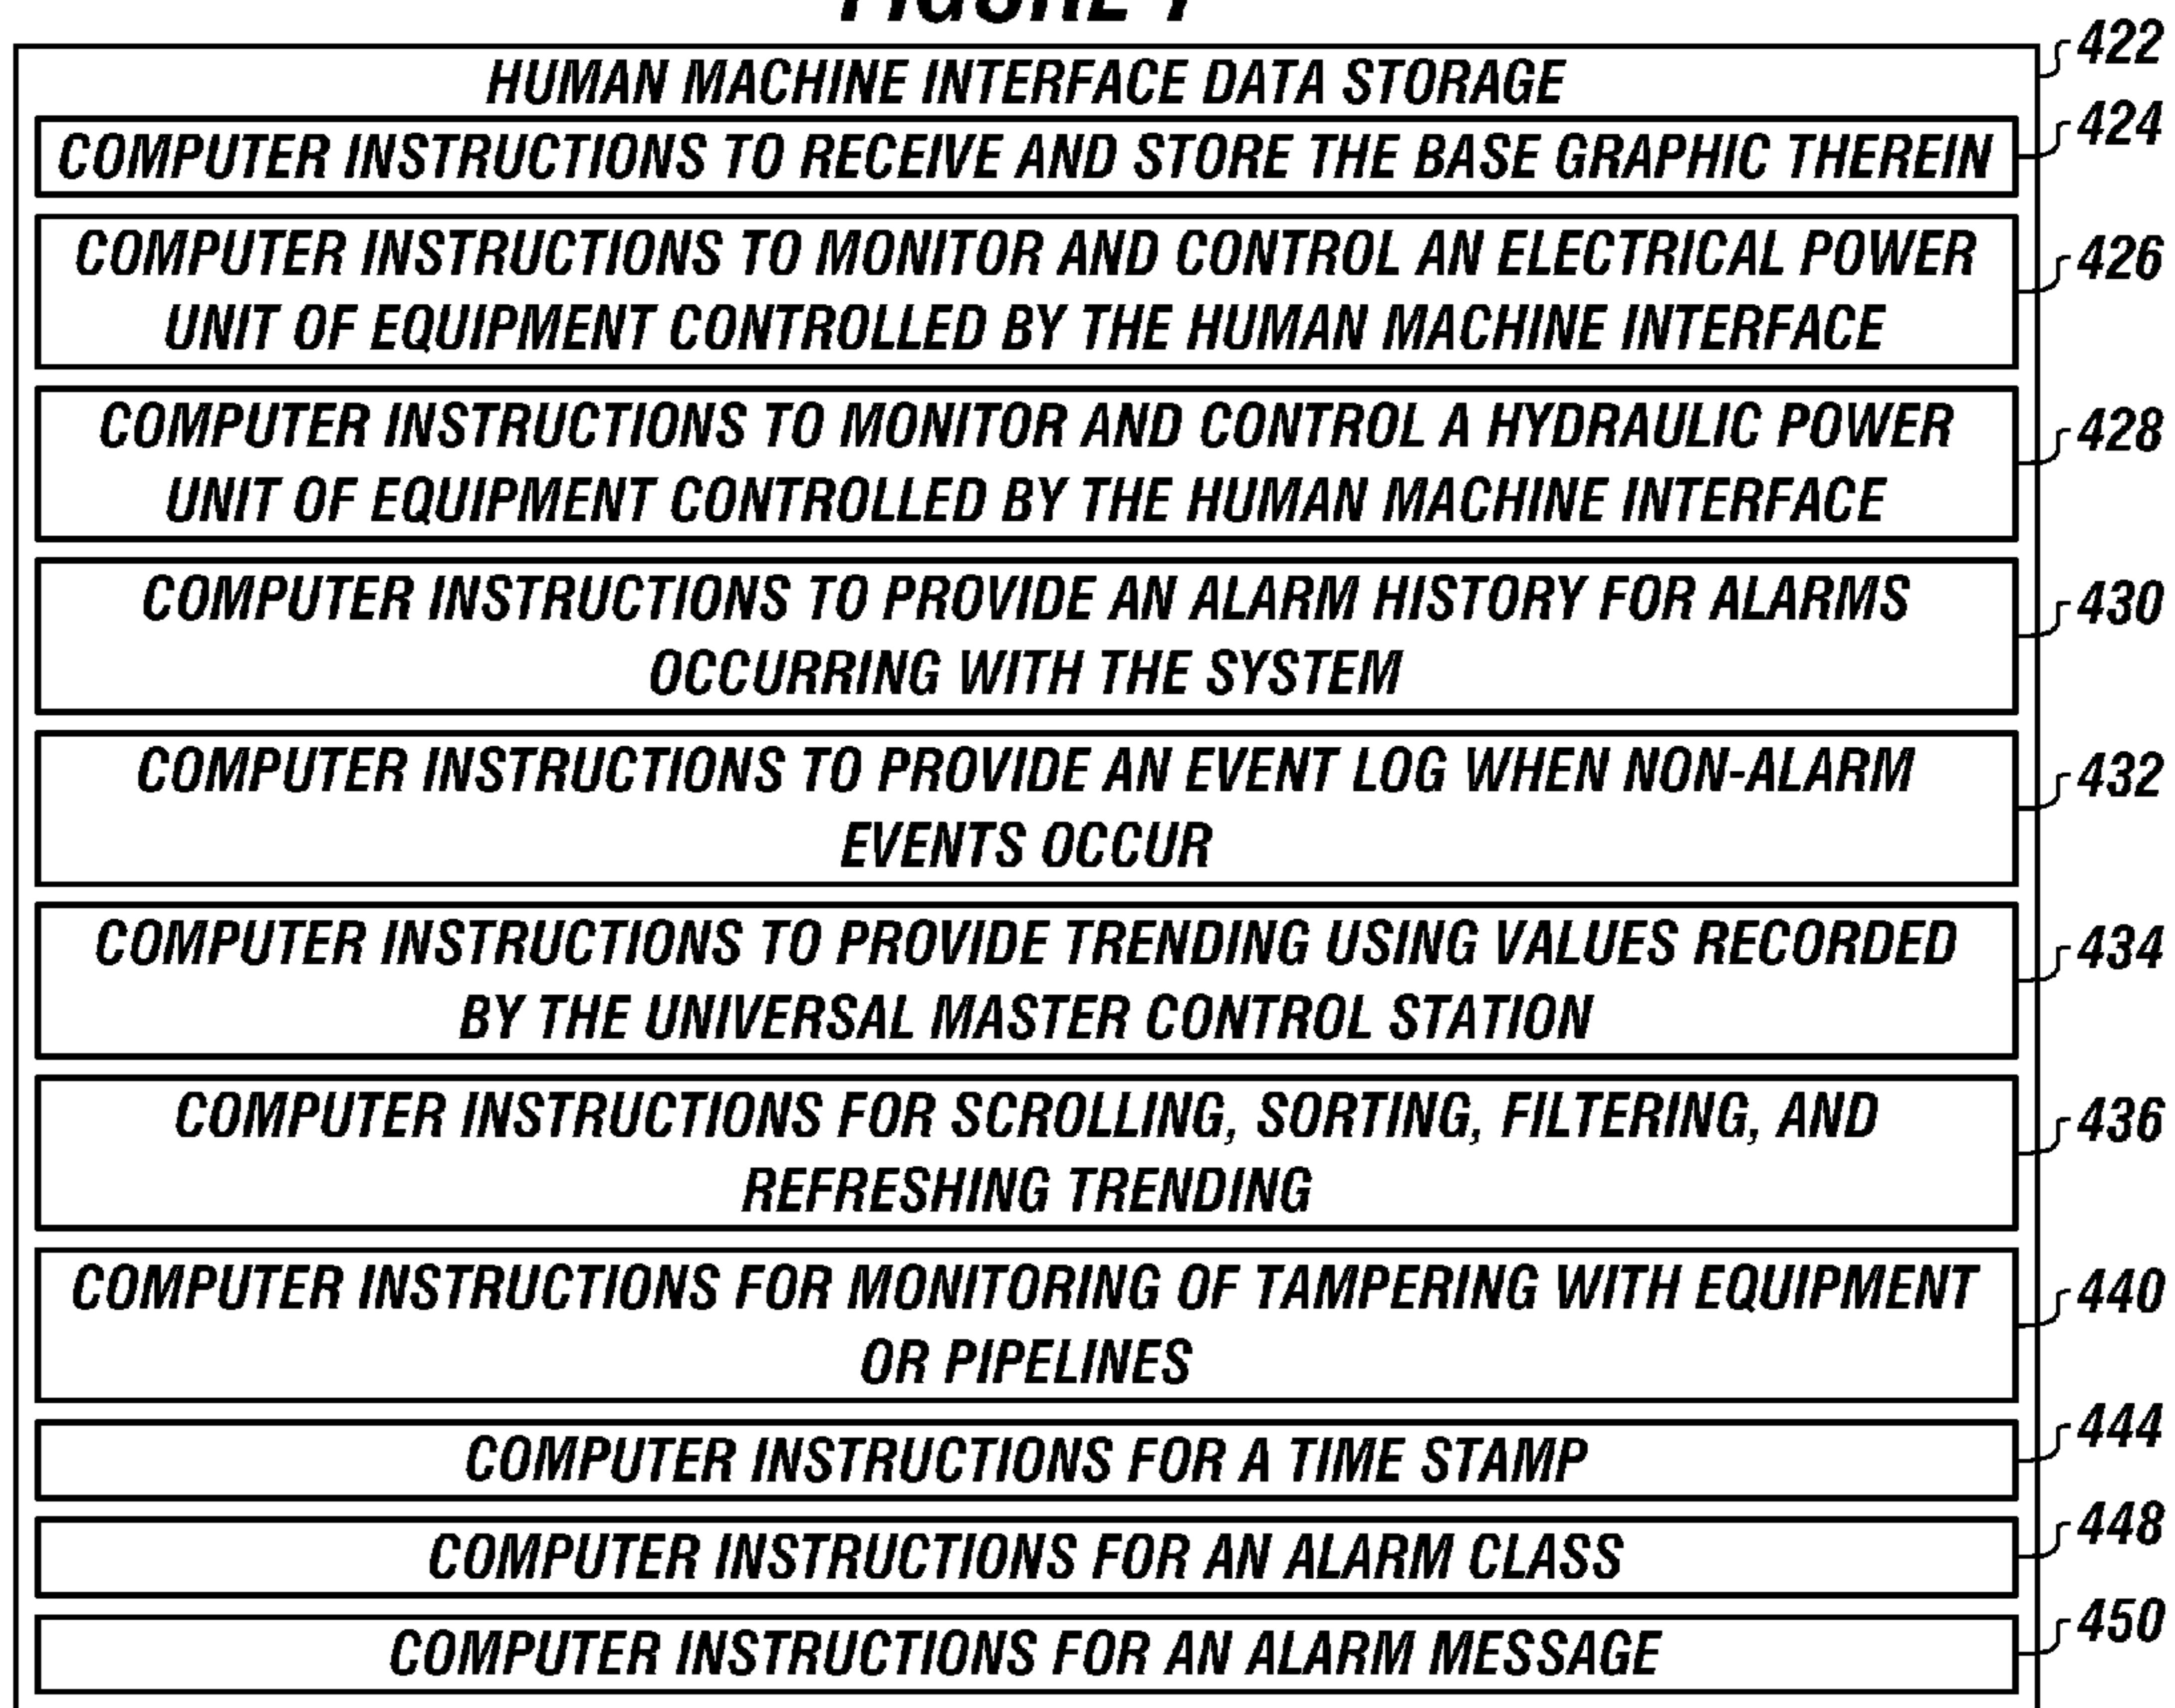 FIGURE 7
HUMAN MACHINE INTERFACE DATA STORAGE
422
COMPUTER INSTRUCTIONS TO RECEIVE AND STORE THE BASE GRAPHIC THEREIN
424
COMPUTER INSTRUCTIONS TO MONITOR AND CONTROL AN ELECTRICAL POWER
UNIT OF EQUIPMENT CONTROLLED BY THE HUMAN MACHINE INTERFACE
426
COMPUTER INSTRUCTIONS TO MONITOR AND CONTROL A HYDRAULIC POWER
UNIT OF EQUIPMENT CONTROLLED BY THE HUMAN MACHINE INTERFACE
428
COMPUTER INSTRUCTIONS TO PROVIDE AN ALARM HISTORY FOR ALARMS
OCCURRING WITH THE SYSTEM
430
COMPUTER INSTRUCTIONS TO PROVIDE AN EVENT LOG WHEN NON-ALARM
EVENTS OCCUR
432
COMPUTER INSTRUCTIONS TO PROVIDE TRENDING USING VALUES RECORDED
BY THE UNIVERSAL MASTER CONTROL STATION
434
COMPUTER INSTRUCTIONS FOR SCROLLING, SORTING, FILTERING, AND
REFRESHING TRENDING
436
COMPUTER INSTRUCTIONS FOR MONITORING OF TAMPERING WITH EQUIPMENT
OR PIPELINES
440
COMPUTER INSTRUCTIONS FOR A TIME STAMP
444
COMPUTER INSTRUCTIONS FOR AN ALARM CLASS
448
COMPUTER INSTRUCTIONS FOR AN ALARM MESSAGE
450